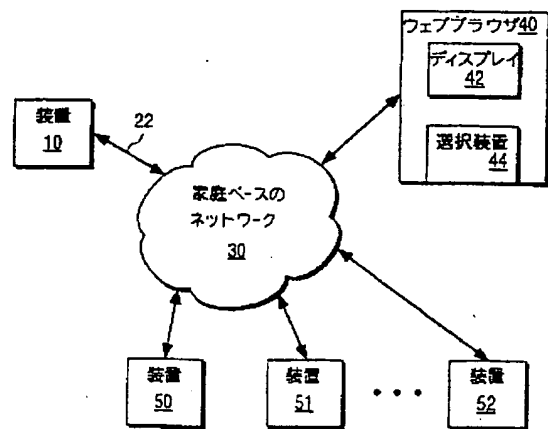 ウェブブラウザ 40
ディスプレイ
42
選択装置
44
装置
10
22
家庭ベースの
ネットワーク
30
装置
50
装置
51
• • •
装置
52